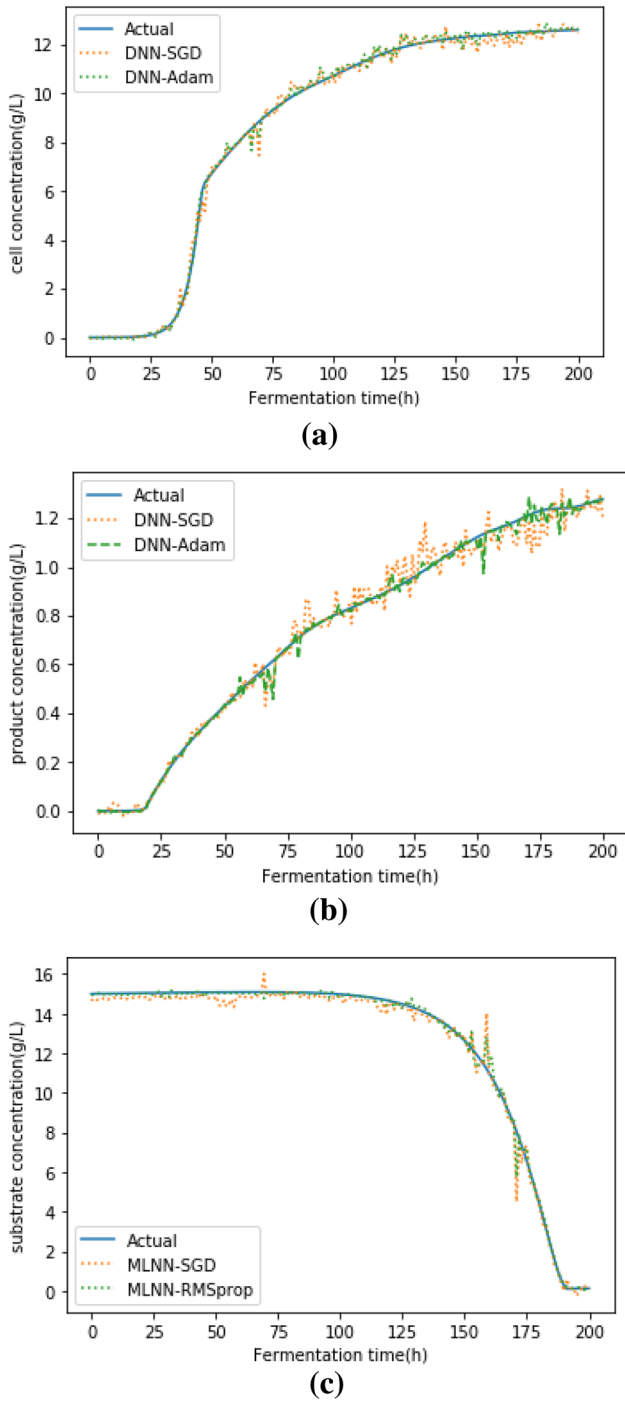 Actual
DNN-SGD
DNN-Adam
cell concentration(g/L)
12
10
8
6
4
2
0
0 25 50 75 100 125 150 175 200
Fermentation time(h)
(a)
Actual
DNN-SGD
DNN-Adam
product concentration(g/L)
1.2
1.0
0.8
0.6
0.4
0.2
0.0
0 25 50 75 100 125 150 175 200
Fermentation time(h)
(b)
substrate concentration(g/L)
16
14
12
10
8
6
4
2
0
Actual
MLNN-SGD
MLNN-RMSprop
0 25 50 75 100 125 150 175 200
Fermentation time(h)
(c)